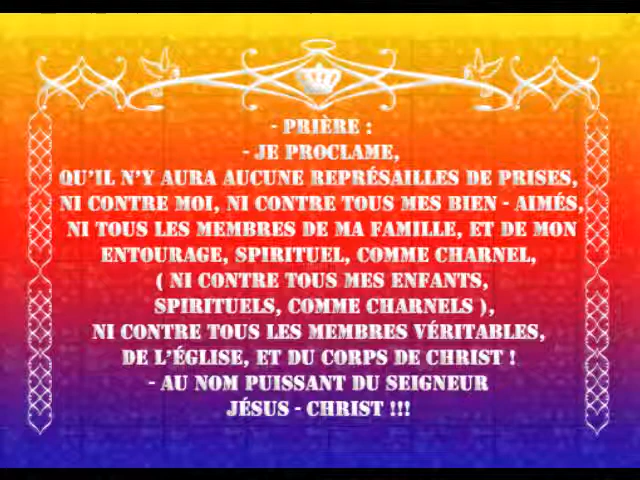 - PRIÈRE :
- JE PROCLAME,
QU'IL N'Y AURA AUCUNE REPRÉSAILLES DE PRISES,
NI CONTRE MOI, NI CONTRE TOUS MES BIEN - AIMÉS,
NI TOUS LES MEMBRES DE MA FAMILLE, ET DE MON
ENTOURAGE, SPIRITUEL, COMME CHARNEL,
( NI CONTRE TOUS MES ENFANTS,
SPIRITUELS, COMME CHARNELS ),
NI CONTRE TOUS LES MEMBRES VÉRITABLES,
DE L'ÉGLISE, ET DU CORPS DE CHRIST !
- AU NOM PUISSANT DU SEIGNEUR
JÉSUS - CHRIST !!!